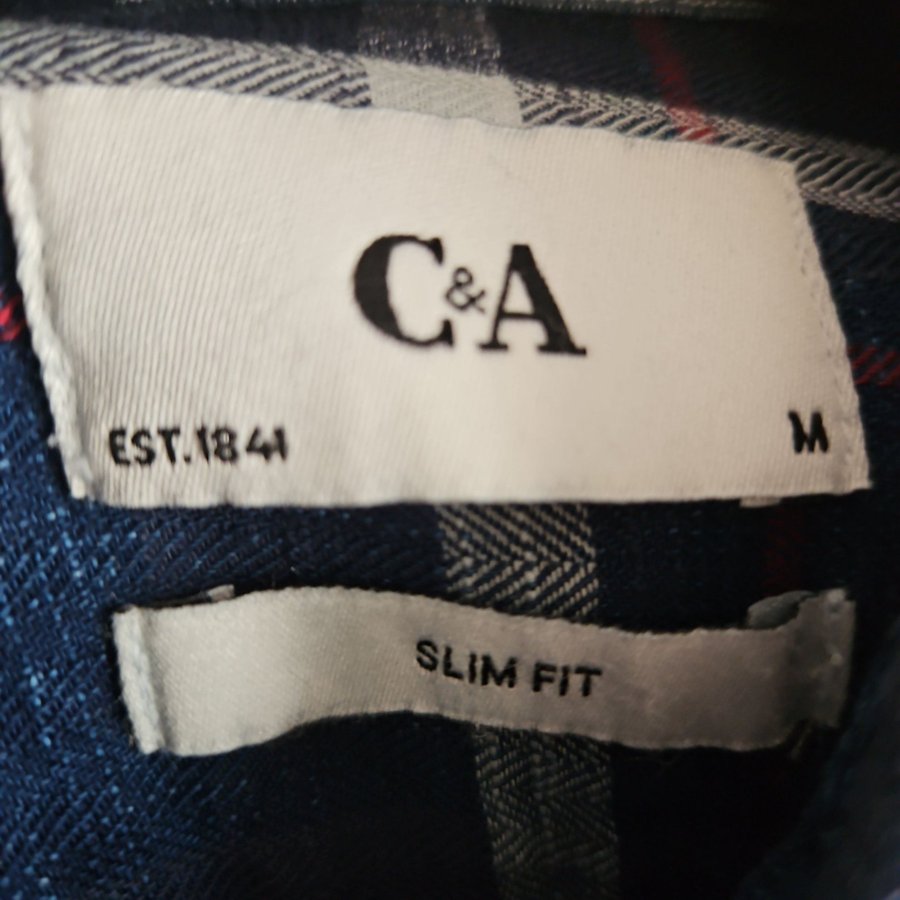 C&A
EST.1841 M
SLIM FIT